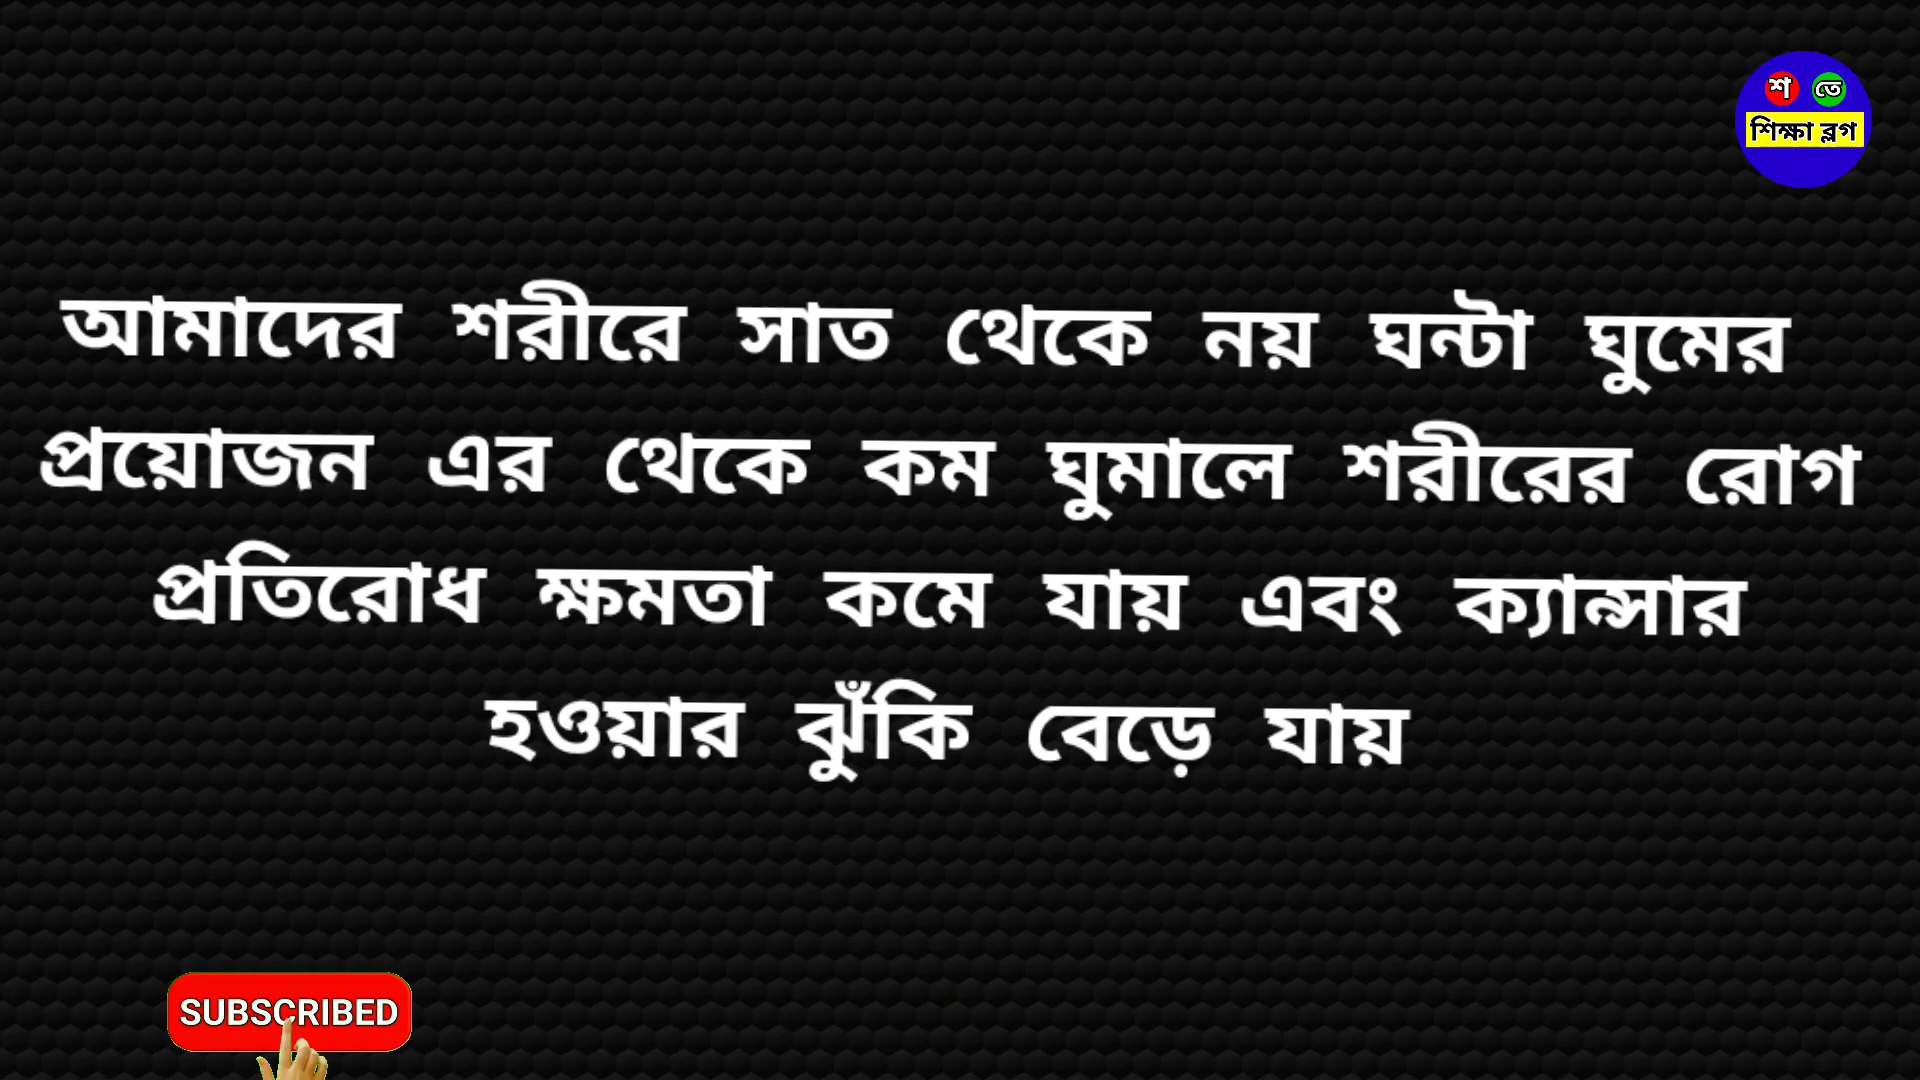 শ তে
শিক্ষা ব্লগ
আমাদের শরীরে সাত থেকে নয় ঘন্টা ঘুমের
প্রয়োজন এর থেকে কম ঘুমালে শরীরের রোগ
প্রতিরোধ ক্ষমতা কমে যায় এবং ক্যান্সার
হওয়ার ঝুঁকি বেড়ে যায়
SUBSCRIBED